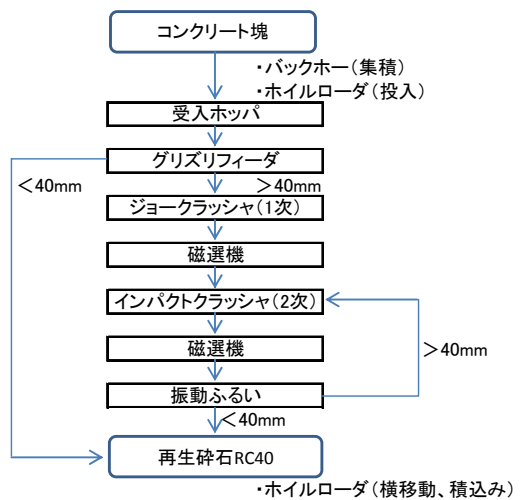 コンクリート塊
・バックホー(集積)
・ホイルローダ(投入)
受入ホッパ
グリズリフィーダ
<40mm
>40mm
ジョークラッシャ(1次)
磁選機
インパクトクラッシャ(2次)
磁選機
>40mm
振動ふるい
<40mm
再生砕石RC40
・ホイルローダ(横移動、積込み)